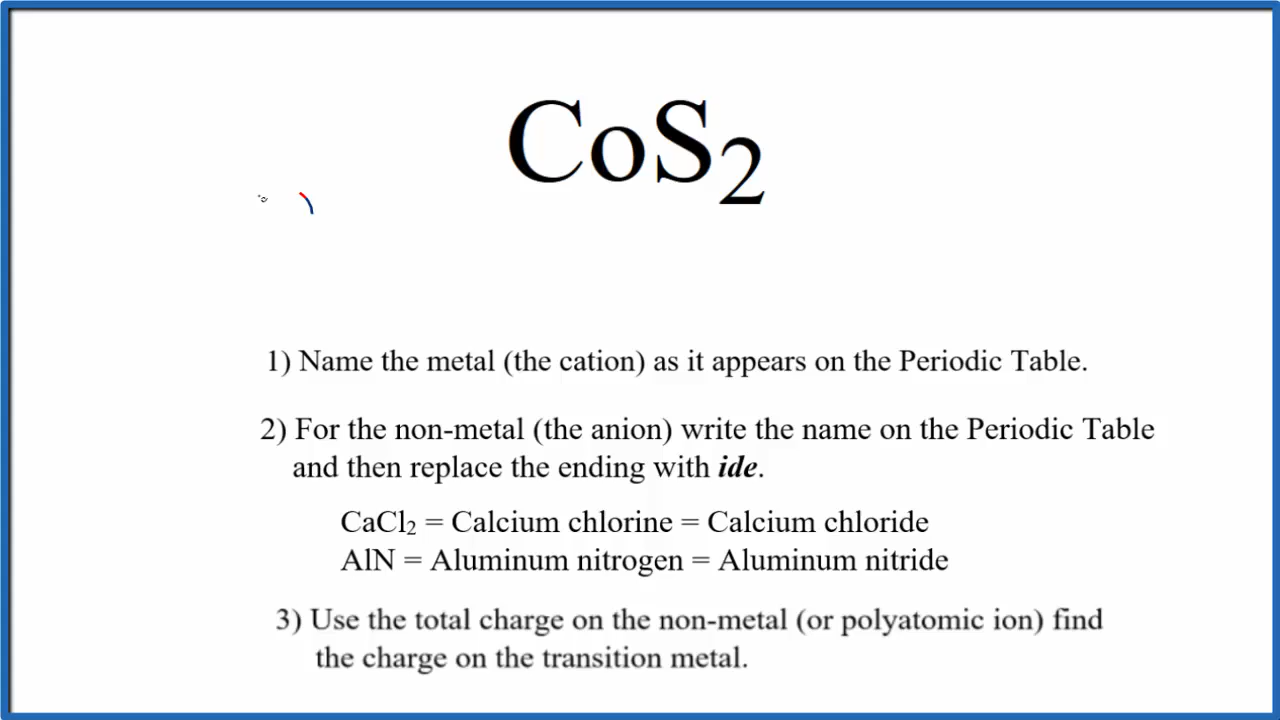 CoS₂
1) Name the metal (the cation) as it appears on the Periodic Table.
2) For the non-metal (the anion) write the name on the Periodic Table
and then replace the ending with ide.
CaCl₂ = Calcium chlorine = Calcium chloride
AlN = Aluminum nitrogen = Aluminum nitride
3) Use the total charge on the non-metal (or polyatomic ion) find
the charge on the transition metal.